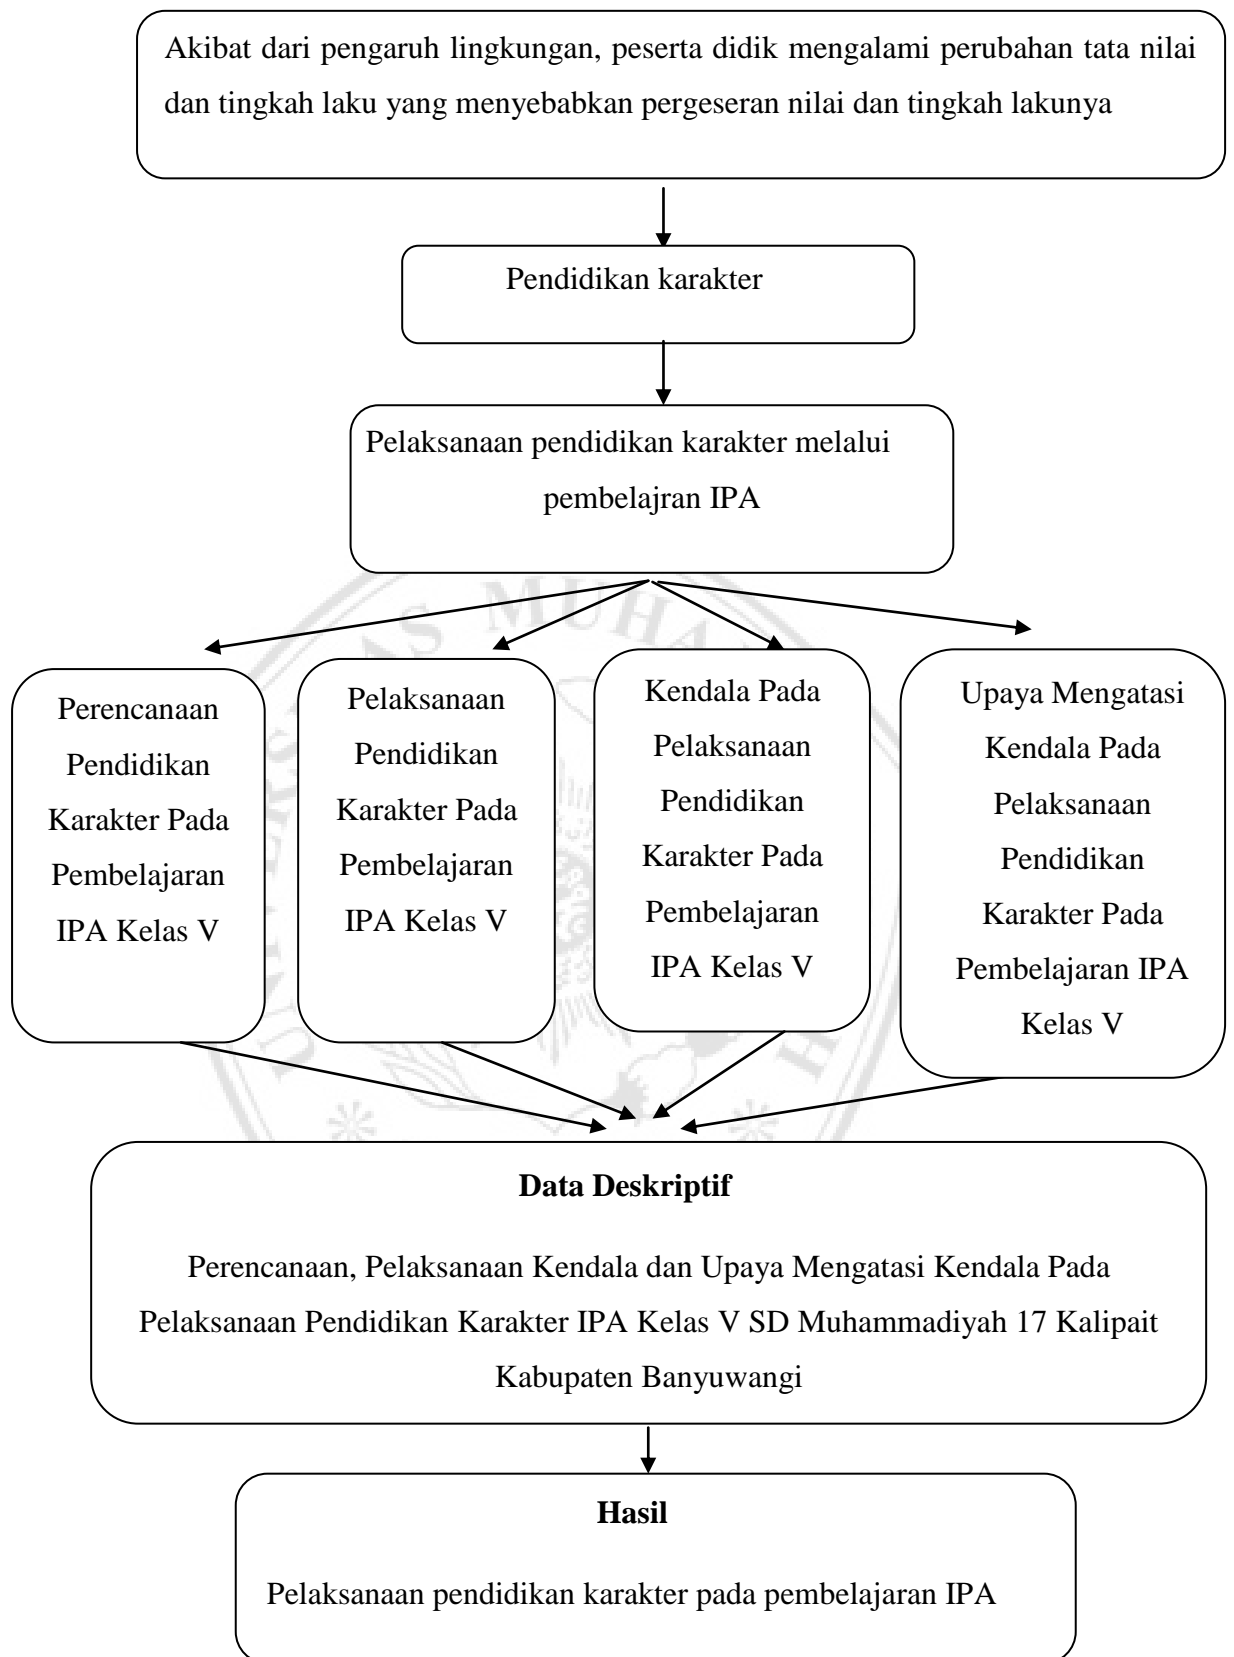 Akibat dari pengaruh lingkungan, peserta didik mengalami perubahan tata nilai
dan tingkah laku yang menyebabkan pergeseran nilai dan tingkah lakunya
Pendidikan karakter
Pelaksanaan pendidikan karakter melalui
pembelajran IPA
Perencanaan
Pendidikan
Karakter Pada
Pembelajaran
IPA Kelas V
Pelaksanaan
Pendidikan
Karakter Pada
Pembelajaran
IPA Kelas V
Kendala Pada
Pelaksanaan
Pendidikan
Karakter Pada
Pembelajaran
IPA Kelas V
Upaya Mengatasi
Kendala Pada
Pelaksanaan
Pendidikan
Karakter Pada
Pembelajaran IPA
Kelas V
Data Deskriptif
Perencanaan, Pelaksanaan Kendala dan Upaya Mengatasi Kendala Pada
Pelaksanaan Pendidikan Karakter IPA Kelas V SD Muhammadiyah 17 Kalipait
Kabupaten Banyuwangi
Hasil
Pelaksanaan pendidikan karakter pada pembelajaran IPA